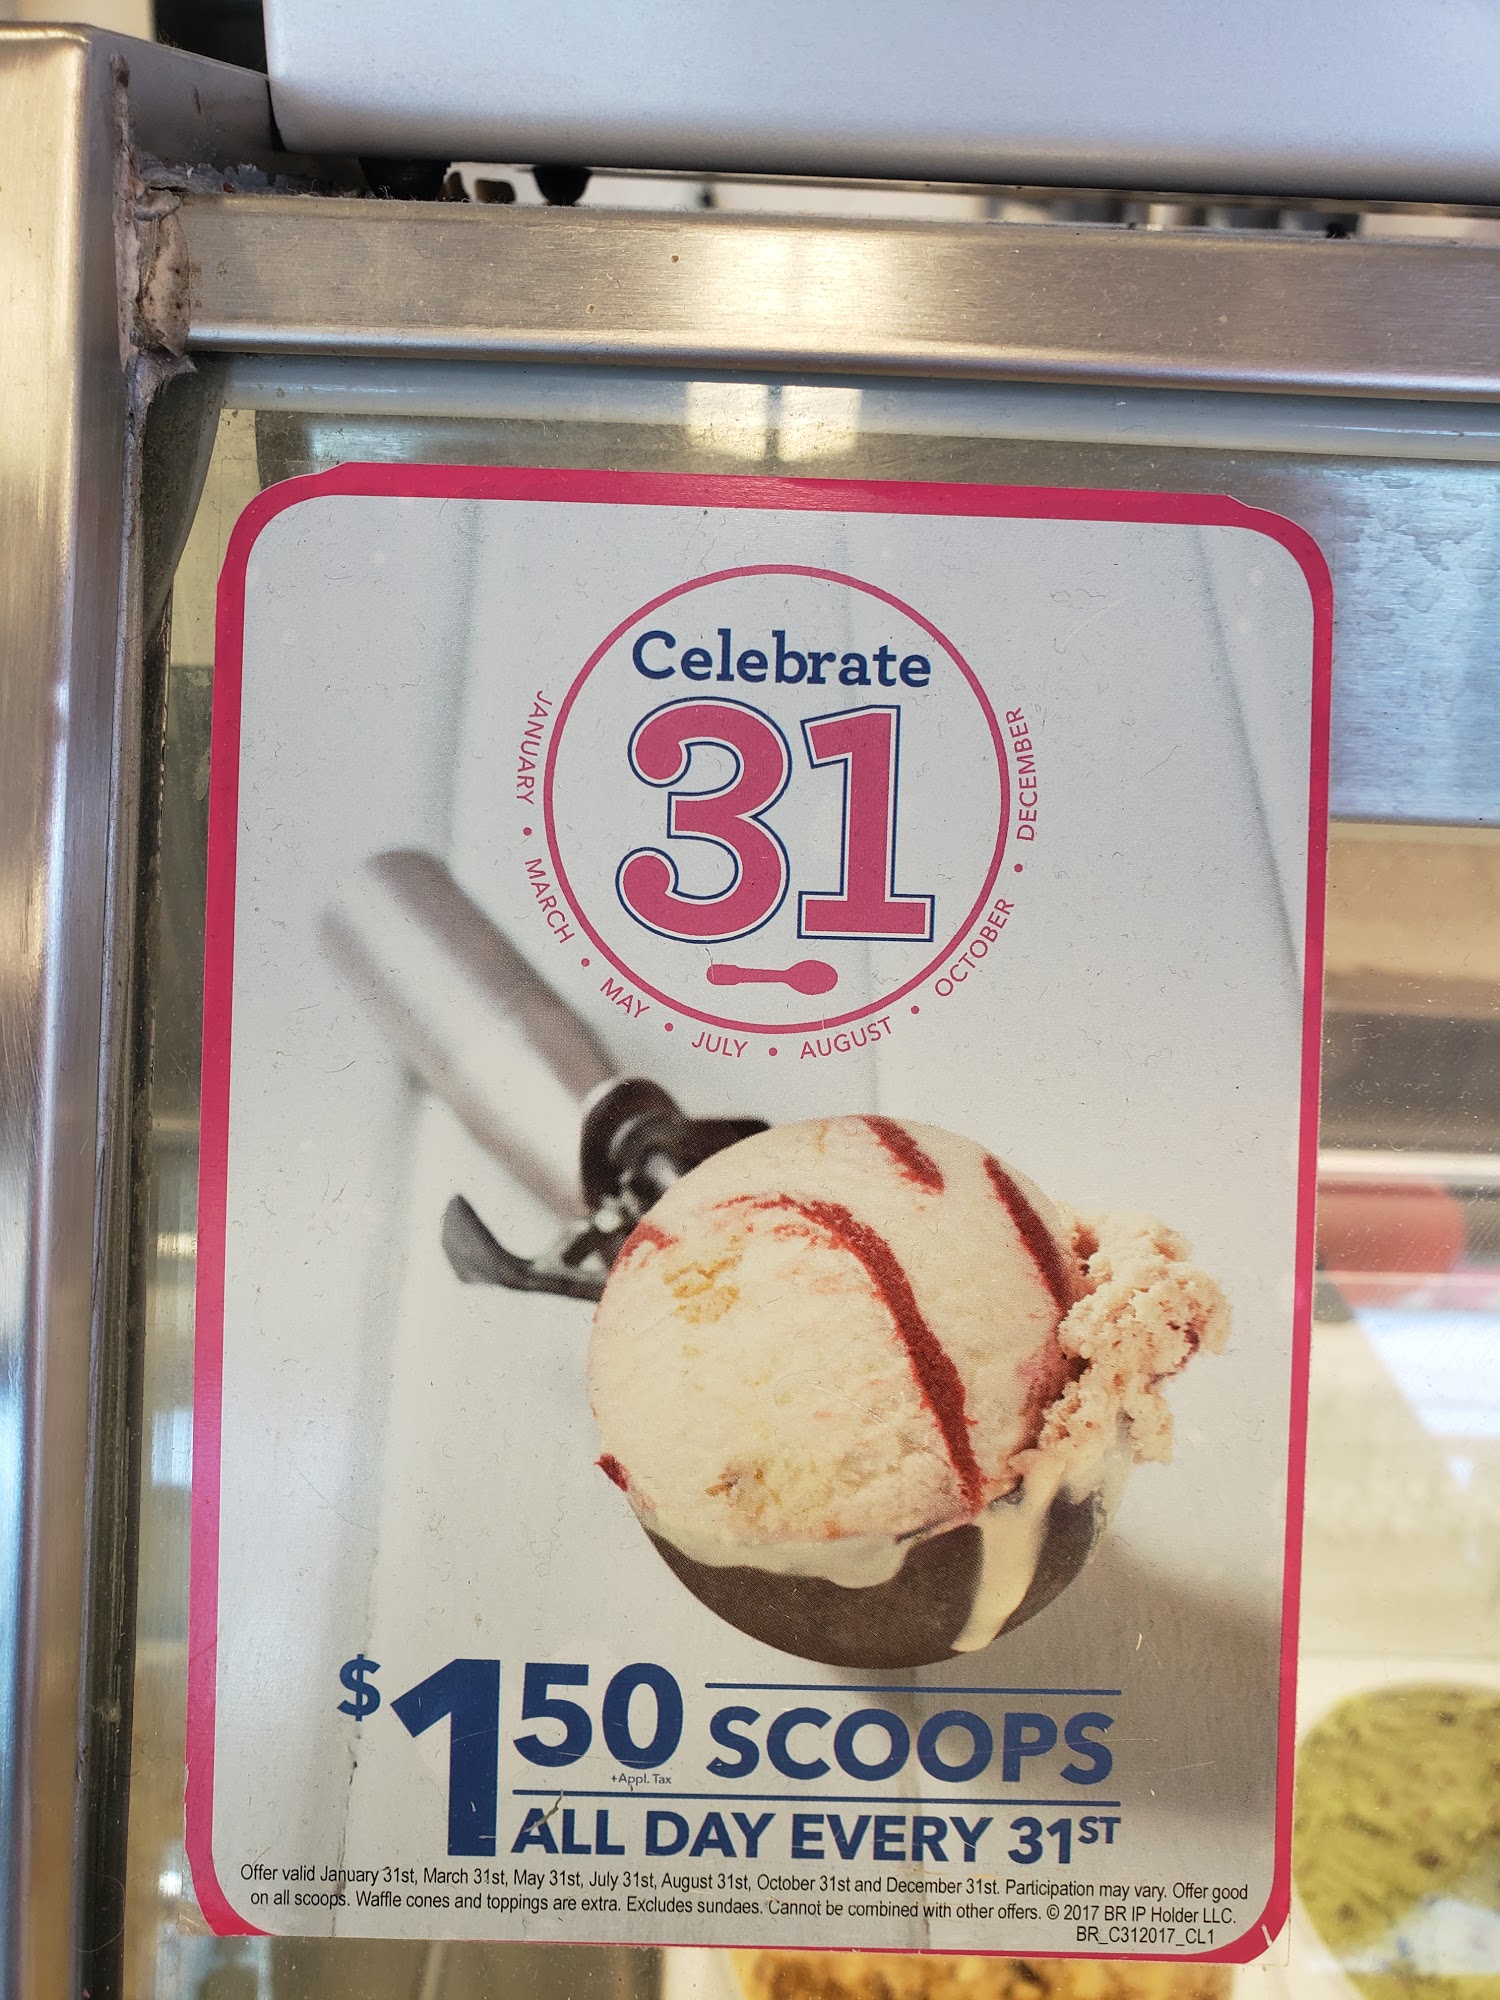 Celebrate
31
JANUARY • MARCH • MAY • JULY • AUGUST • OCTOBER • DECEMBER
$150 SCOOPS
+Appl. Tax
ALL DAY EVERY 31ST
Offer valid January 31st, March 31st, May 31st, July 31st, August 31st, October 31st and December 31st. Participation may vary. Offer good
on all scoops. Waffle cones and toppings are extra. Excludes sundaes. Cannot be combined with other offers. © 2017 BR IP Holder LLC.
BR_C312017_CL1